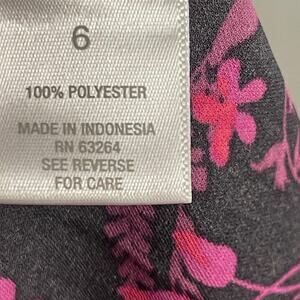 6
100% POLYESTER
MADE IN INDONESIA
RN 63264
SEE REVERSE
FOR CARE